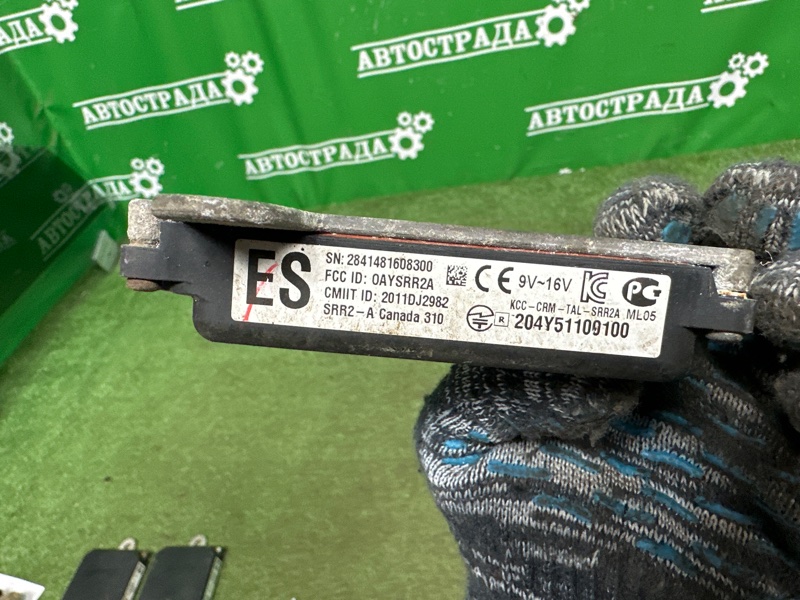 АВТОСТРАДА
АВТОСТРАДА
АВТОСТРАДА
АВТОСТРАДА
АВТОСТРАДА
АВТОСТРАДА
ES
SN: 2841481608300
FCC ID: OAYSRR2A
CMIIT ID: 2011DJ2982
SRR2-A Canada 310
CE 9V~16V
KCC-CRM-TAL-SRR2A ML05
R 204Y51109100